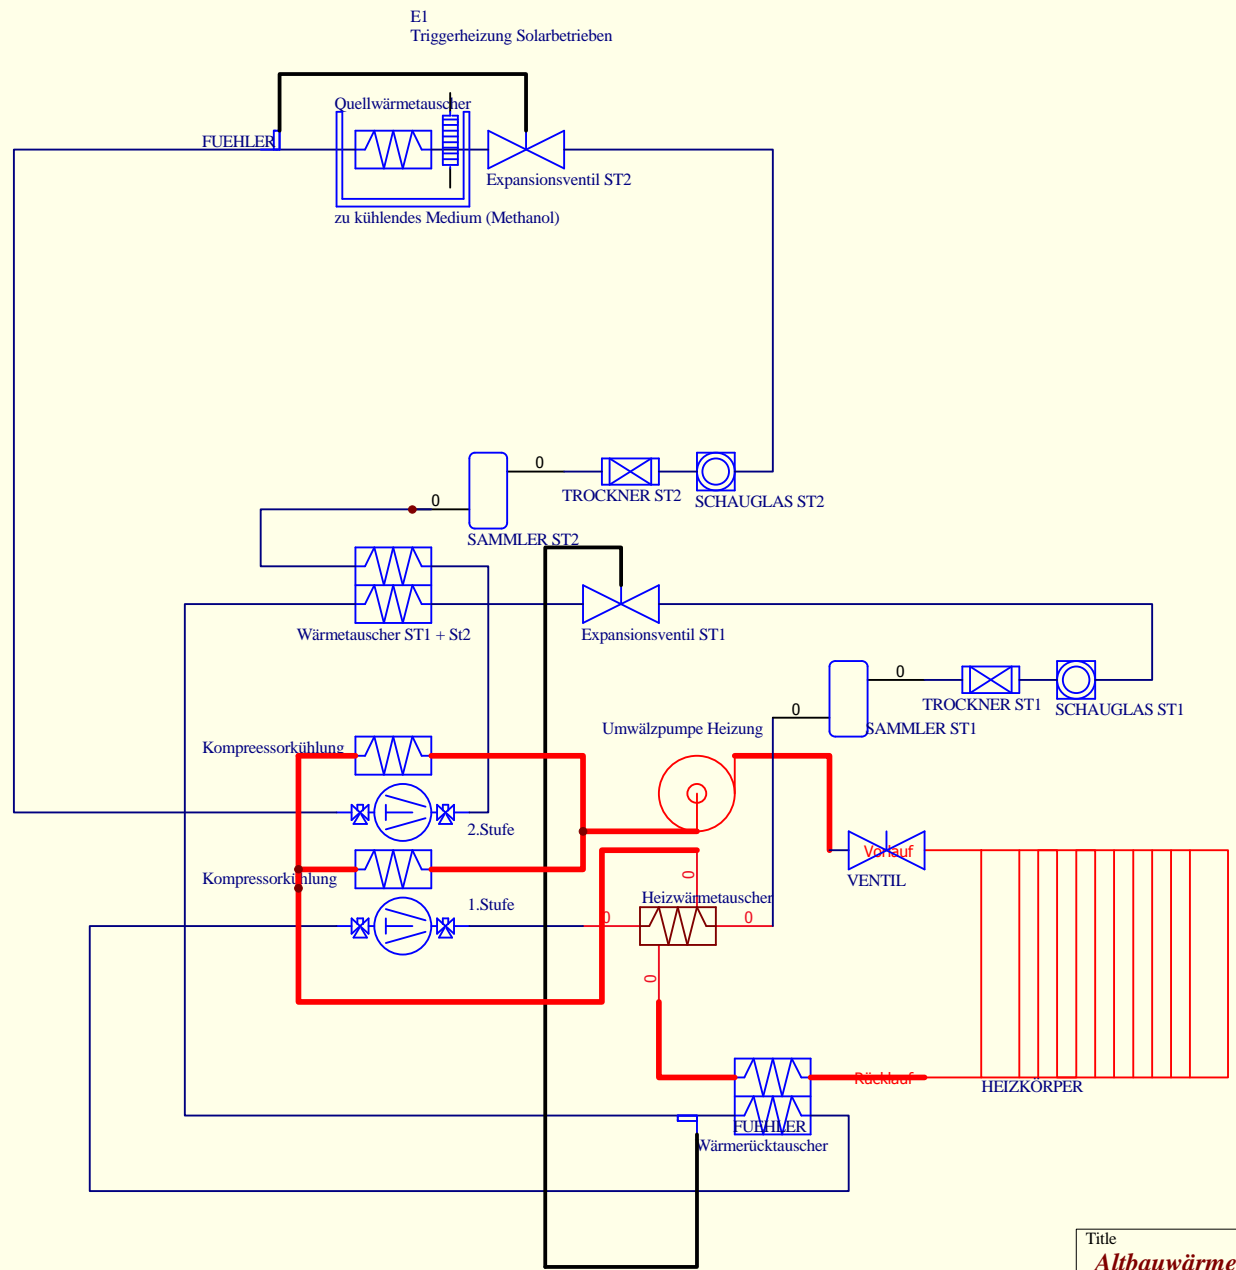 E1
Triggerheizung Solarbetrieben
Quellwärmetauscher
FUEHLER
Expansionsventil ST2
zu kühlendes Medium (Methanol)
0
TROCKNER ST2
SCHAUGLAS ST2
0
SAMMLER ST2
Wärmetauscher ST1 + St2
Expansionsventil ST1
0
TROCKNER ST1
SCHAUGLAS ST1
0
SAMMLER ST1
Umwälzpumpe Heizung
Kompreessorkühlung
2.Stufe
Vorlauf
VENTIL
Kompressorkühlung
0
Heizwärmetauscher
1.Stufe
0
0
0
Rücklauf
HEIZKÖRPER
FUEHLER
Wärmerücktauscher
Title
Altbauwärme